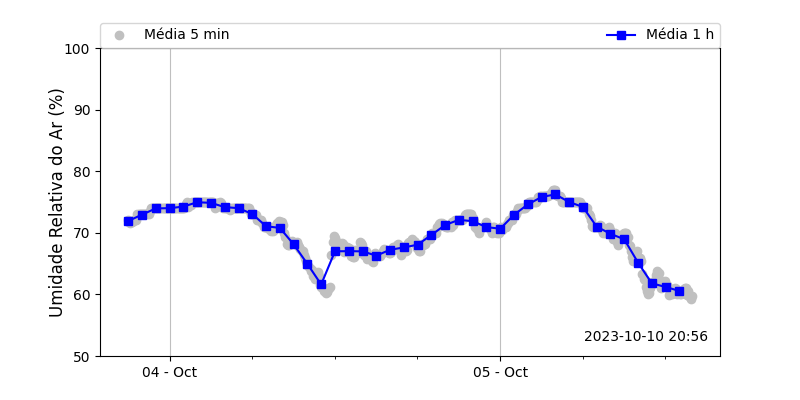 Média 5 min
Média 1 h
100
90
80
70
60
50
Umidade Relativa do Ar (%)
2023-10-10 20:56
04 - Oct
05 - Oct